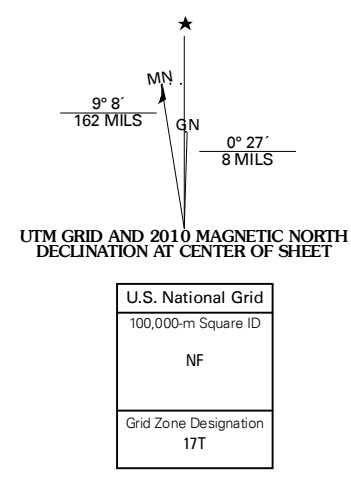 ★
MN
9° 8´
162 MILS
GN
0° 27´
8 MILS
UTM GRID AND 2010 MAGNETIC NORTH
DECLINATION AT CENTER OF SHEET
U.S. National Grid
100,000-m Square ID
NF
Grid Zone Designation
17T